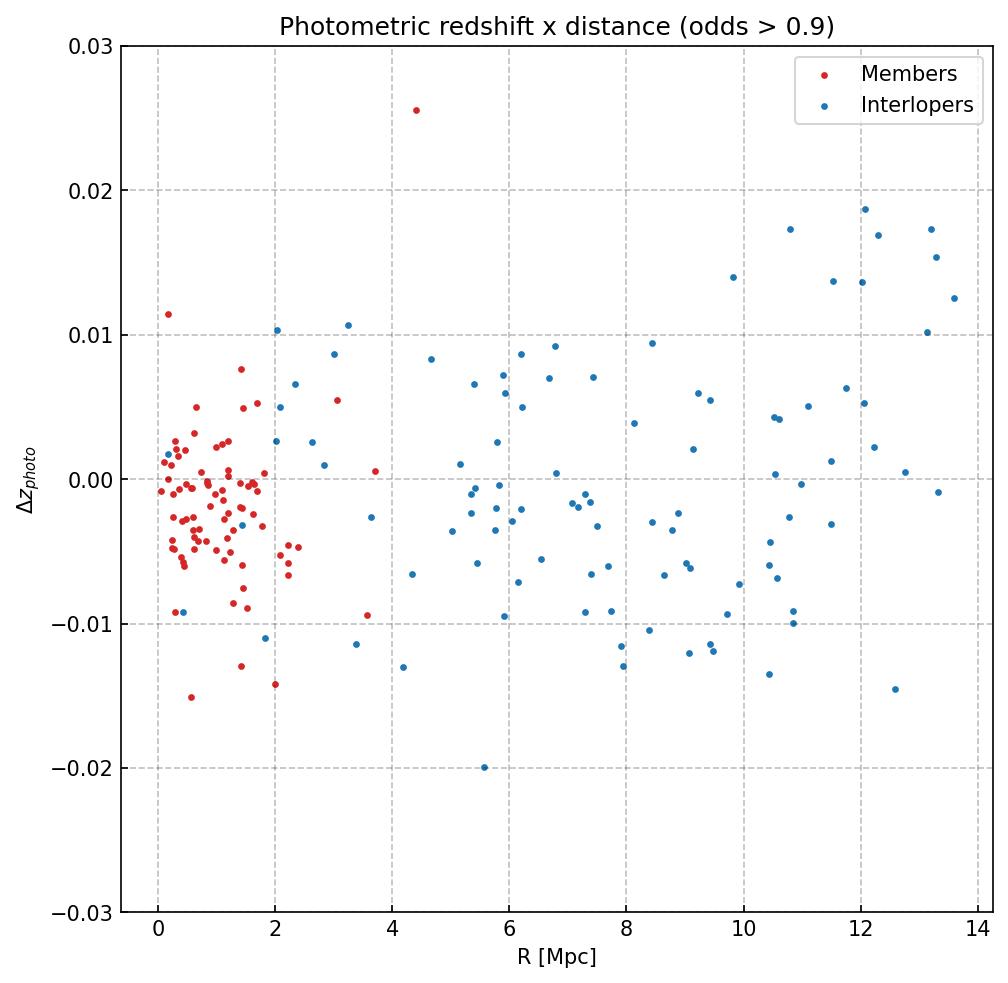 Photometric redshift x distance (odds > 0.9)
Members
Interlopers
0.03
0.02
0.01
0.00
−0.01
−0.02
−0.03
Δz_photo
0 2 4 6 8 10 12 14
R [Mpc]